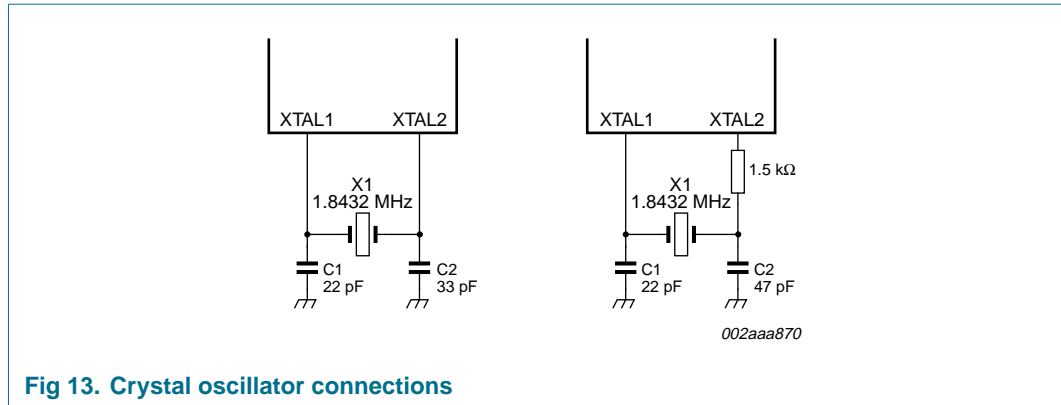 XTAL1 XTAL2
X1
1.8432 MHz
C1
22 pF
C2
33 pF
XTAL1 XTAL2
1.5 kΩ
X1
1.8432 MHz
C1
22 pF
C2
47 pF
002aaa870
Fig 13. Crystal oscillator connections